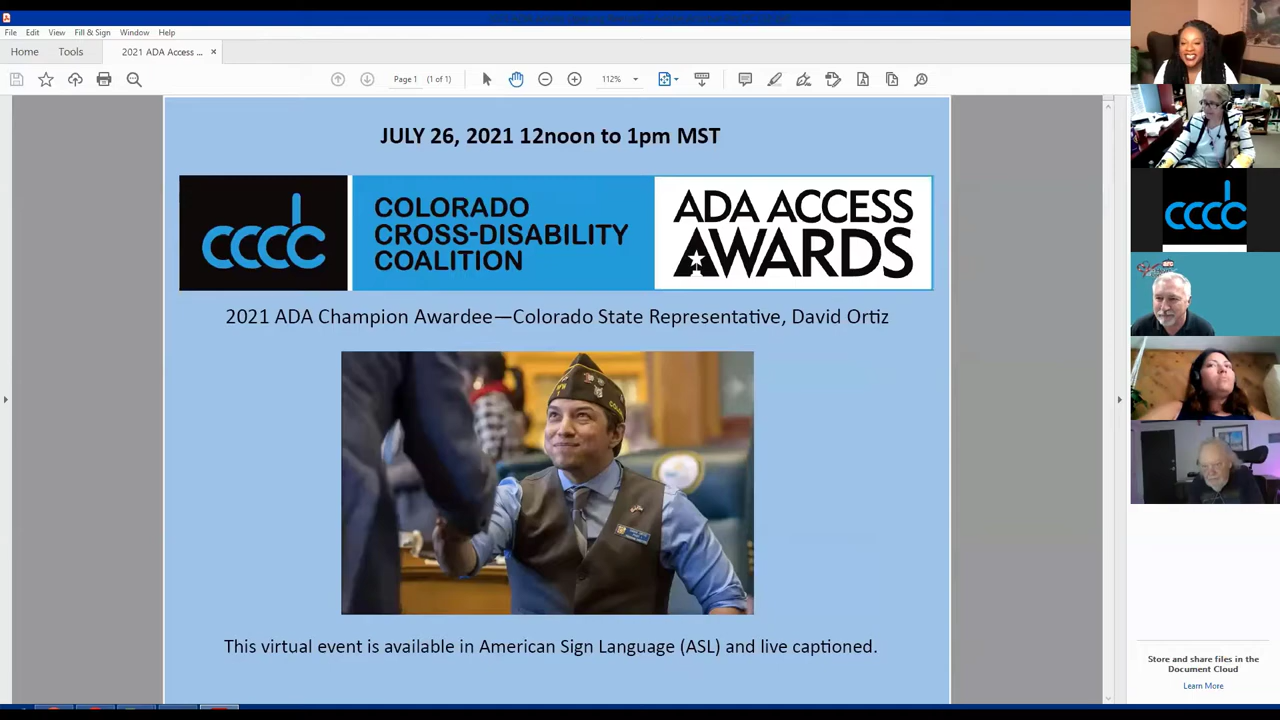 File Edit View Fill & Sign Window Help
Home Tools 2021 ADA Access ... ×
Page 1 (1 of 1) 112%
JULY 26, 2021 12noon to 1pm MST
cccd
COLORADO
CROSS-DISABILITY
COALITION
ADA ACCESS
AWARDS
2021 ADA Champion Awardee—Colorado State Representative, David Ortiz
This virtual event is available in American Sign Language (ASL) and live captioned.
cccd
Store and share files in the
Document Cloud
Learn More